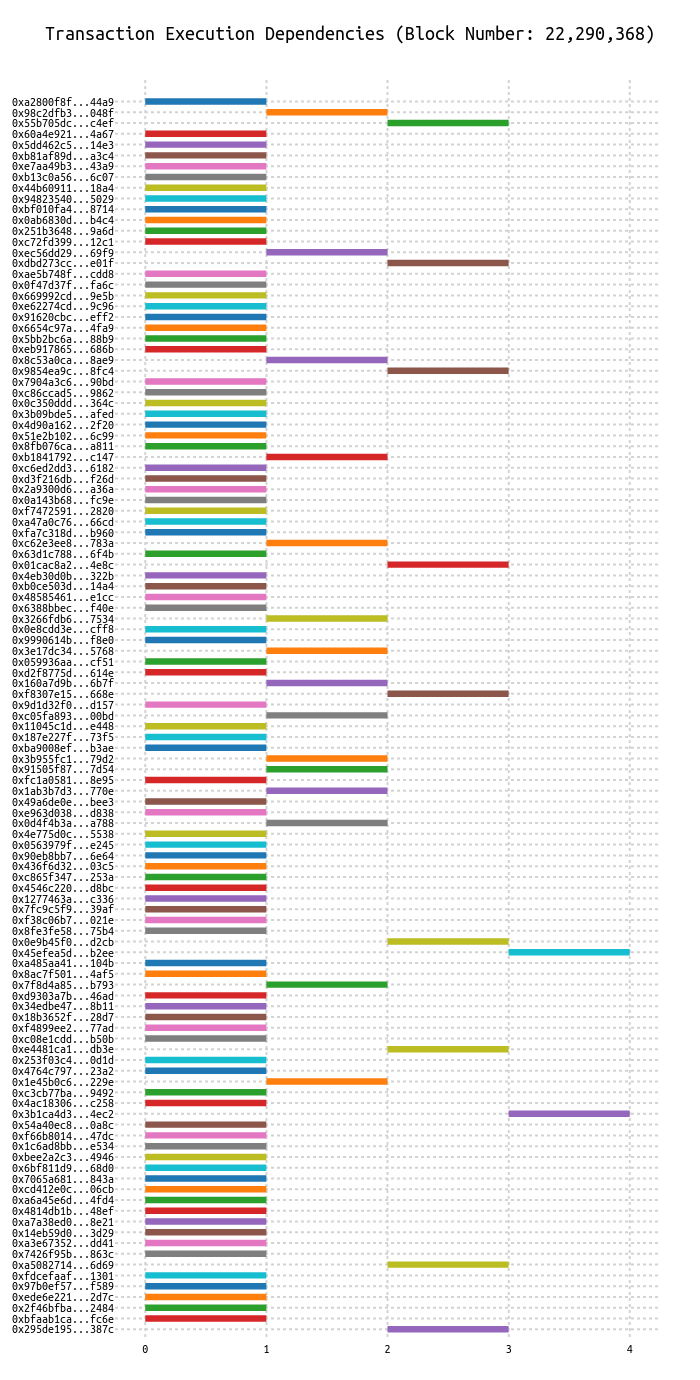 Transaction Execution Dependencies (Block Number: 22,290,368)
0xa2800f8f...44a9
0x98c2dfb3...048f
0x55b705dc...c4ef
0x60a4e921...4a67
0x5dd462c5...14e3
0xb81af89d...a3c4
0xe7aa49b3...43a9
0xb13c0a56...6c07
0x44b60911...18a4
0x94823540...5029
0xbf010fa4...8714
0x0ab6830d...b4c4
0x251b3648...9a6d
0xc72fd399...12c1
0xec56dd29...69f9
0xdbd273cc...e01f
0xae5b748f...cdd8
0x0f47d37f...fa6c
0x669992cd...9e5b
0xe62274cd...9c96
0x91620cbc...eff2
0x6654c97a...4fa9
0x5bb2bc6a...88b9
0xeb917865...686b
0x8c53a0ca...8ae9
0x9854ea9c...8fc4
0x7904a3c6...90bd
0xc86ccad5...9862
0x0c350ddd...364c
0x3b09bde5...afed
0x4d90a162...2f20
0x51e2b102...6c99
0x8fb076ca...a811
0xb1841792...c147
0xc6ed2dd3...6182
0xd3f216db...f26d
0x2a9300d6...a36a
0x0a143b68...fc9e
0xf7472591...2820
0xa47a0c76...66cd
0xfa7c318d...b960
0xc62e3ee8...783a
0x63d1c788...6f4b
0x01cac8a2...4e8c
0x4eb30d0b...322b
0xb0ce503d...14a4
0x48585461...e1cc
0x6388bbec...f40e
0x3266fdb6...7534
0x0e8cdd3e...cff8
0x9990614b...f8e0
0x3e17dc34...5768
0x059936aa...cf51
0xd2f8775d...614e
0x160a7d9b...6b7f
0xf8307e15...668e
0x9d1d32f0...d157
0xc05fa893...00bd
0x11045c1d...e448
0x187e227f...73f5
0xba9008ef...b3ae
0x3b955fc1...79d2
0x91505f87...7d54
0xfc1a0581...8e95
0x1ab3b7d3...770e
0x49a6de0e...bee3
0xe963d038...d838
0x0d4f4b3a...a788
0x4e775d0c...5538
0x0563979f...e245
0x90eb8bb7...6e64
0x436f6d32...03c5
0xc865f347...253a
0x4546c220...d8bc
0x1277463a...c336
0x7fc9c5f9...39af
0xf38c06b7...021e
0x8fe3fe58...75b4
0x0e9b45f0...d2cb
0x45efea5d...b2ee
0xa485aa41...104b
0x8ac7f501...4af5
0x7f8d4a85...b793
0xd9303a7b...46ad
0x34edbe47...8b11
0x18b3652f...28d7
0xf4899ee2...77ad
0xc08e1cdd...b50b
0xe4481ca1...db3e
0x253f03c4...0d1d
0x4764c797...23a2
0x1e45b0c6...229e
0xc3cb77ba...9492
0x4ac18306...c258
0x3b1ca4d3...4ec2
0x54a40ec8...0a8c
0xf66b8014...47dc
0x1c6ad8bb...e534
0xbee2a2c3...4946
0x6bf811d9...68d0
0x7065a681...843a
0xcd412e0c...06cb
0xa6a45e6d...4fd4
0x4814db1b...48ef
0xa7a38ed0...8e21
0x14eb59d0...3d29
0xa3e67352...dd41
0x7426f95b...863c
0xa5082714...6d69
0xfdcefaaf...1301
0x97b0ef57...f589
0xede6e221...2d7c
0x2f46bfba...2484
0xbfaab1ca...fc6e
0x295de195...387c
0 1 2 3 4